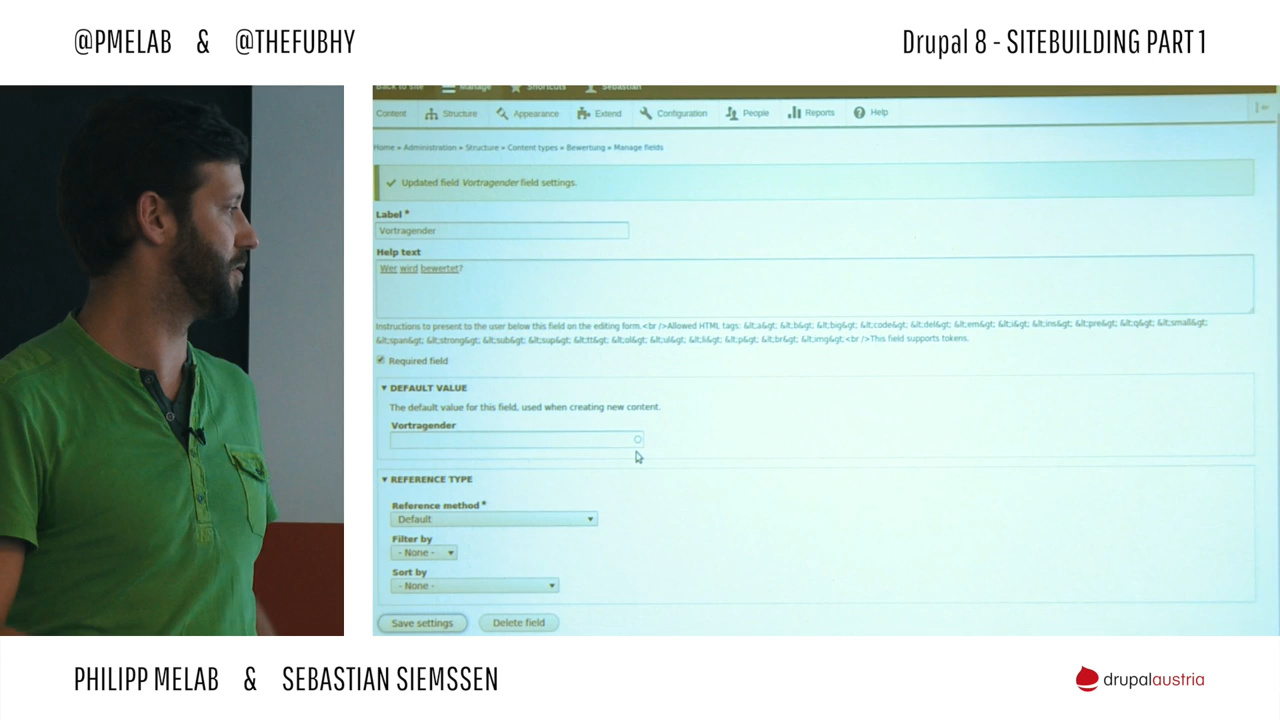 @PMELAB & @THEFUBHY
Drupal 8 - SITEBUILDING PART 1
Back to site Manage Shortcuts Sebastian
Content Structure Appearance Extend Configuration People Reports Help
Home » Administration » Structure » Content types » Bewertung » Manage fields
✓ Updated field Vortragender field settings.
Label *
Vortragender
Help text
Wer wird bewertet?
Instructions to present to the user below this field on the editing form.<br />Allowed HTML tags: &lt;a&gt; &lt;b&gt; &lt;big&gt; &lt;code&gt; &lt;del&gt; &lt;em&gt; &lt;i&gt; &lt;ins&gt; &lt;pre&gt; &lt;q&gt; &lt;small&gt;
&lt;span&gt; &lt;strong&gt; &lt;sub&gt; &lt;sup&gt; &lt;tt&gt; &lt;ol&gt; &lt;ul&gt; &lt;li&gt; &lt;p&gt; &lt;br&gt; &lt;img&gt;<br />This field supports tokens.
Required field
▼ DEFAULT VALUE
The default value for this field, used when creating new content.
Vortragender
▼ REFERENCE TYPE
Reference method *
Default
Filter by
- None -
Sort by
- None -
Save settings Delete field
PHILIPP MELAB & SEBASTIAN SIEMSSEN
drupalaustria